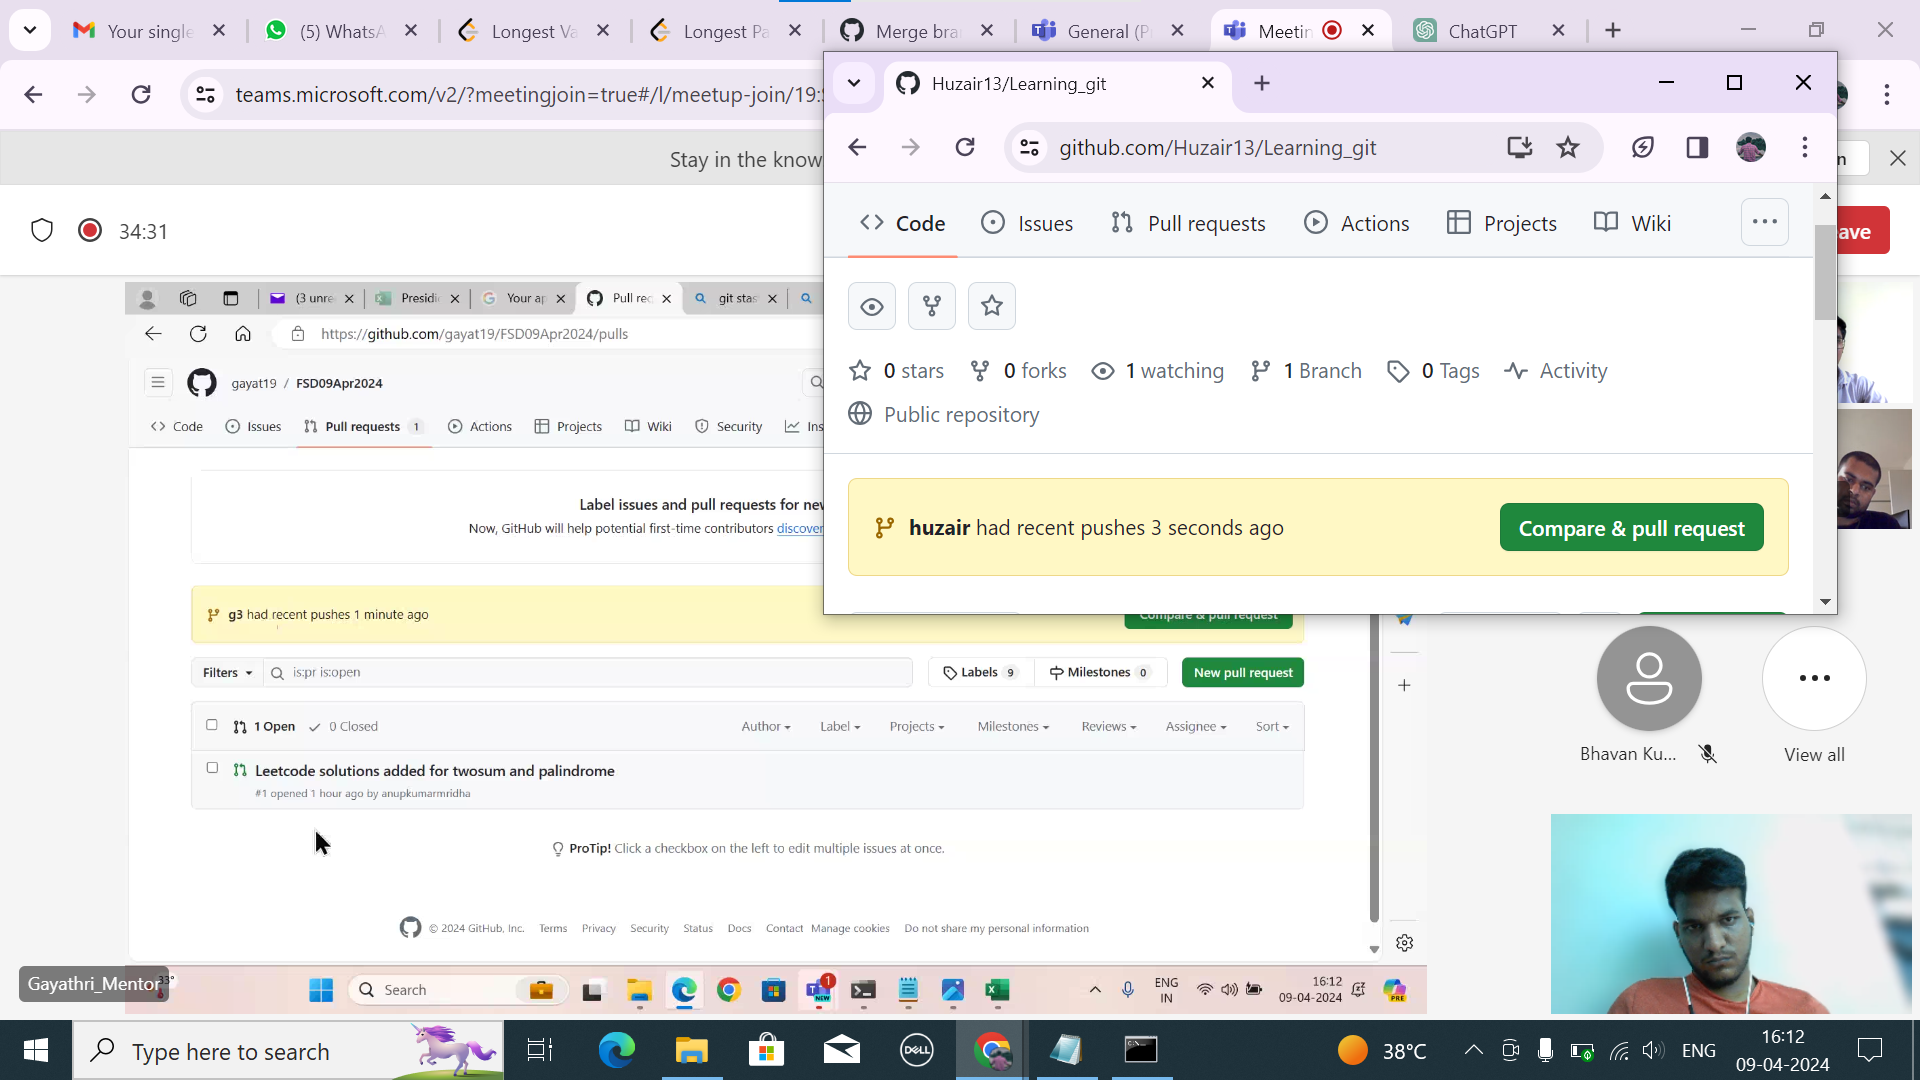 Your single
(5) WhatsA
Longest Va
Longest Pa
Merge bra
General (P
Meetin
ChatGPT
teams.microsoft.com/v2/?meetingjoin=true#/l/meetup-join/19:
Stay in the know
34:31
ave
Huzair13/Learning_git
github.com/Huzair13/Learning_git
Code
Issues
Pull requests
Actions
Projects
Wiki
0 stars
0 forks
1 watching
1 Branch
0 Tags
Activity
Public repository
huzair had recent pushes 3 seconds ago
Compare & pull request
(3 unre
Presidi
Your ap
Pull rec
git stas
https://github.com/gayat19/FSD09Apr2024/pulls
gayat19 / FSD09Apr2024
Code
Issues
Pull requests 1
Actions
Projects
Wiki
Security
Ins
Label issues and pull requests for new
Now, GitHub will help potential first-time contributors discover
g3 had recent pushes 1 minute ago
Compare & pull request
Filters
is:pr is:open
Labels 9
Milestones 0
New pull request
1 Open
0 Closed
Author
Label
Projects
Milestones
Reviews
Assignee
Sort
Leetcode solutions added for twosum and palindrome
#1 opened 1 hour ago by anupkumarmridha
ProTip! Click a checkbox on the left to edit multiple issues at once.
© 2024 GitHub, Inc.
Terms
Privacy
Security
Status
Docs
Contact
Manage cookies
Do not share my personal information
Gayathri_Mentor
33°
Search
1
NEW
ENG
IN
16:12
09-04-2024
PRE
Bhavan Ku...
View all
Type here to search
DELL
38°C
ENG
16:12
09-04-2024